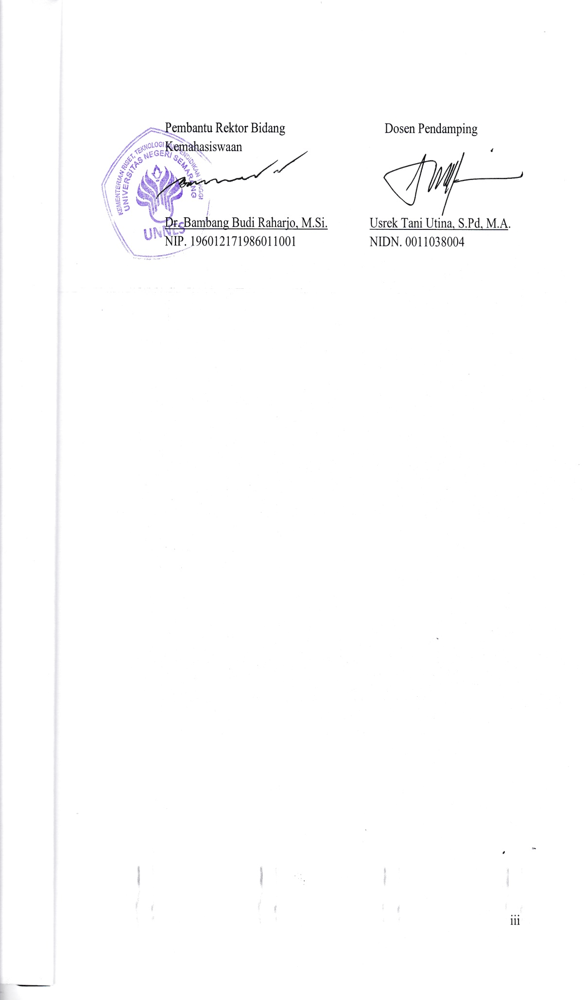 Pembantu Rektor Bidang
Kemahasiswaan
KEMENTERIAN RISET, TEKNOLOGI DAN PENDIDIKAN TINGGI
UNIVERSITAS NEGERI SEMARANG
UNNES
Dr. Bambang Budi Raharjo, M.Si.
NIP. 196012171986011001
Dosen Pendamping
Usrek Tani Utina, S.Pd, M.A.
NIDN. 0011038004
iii